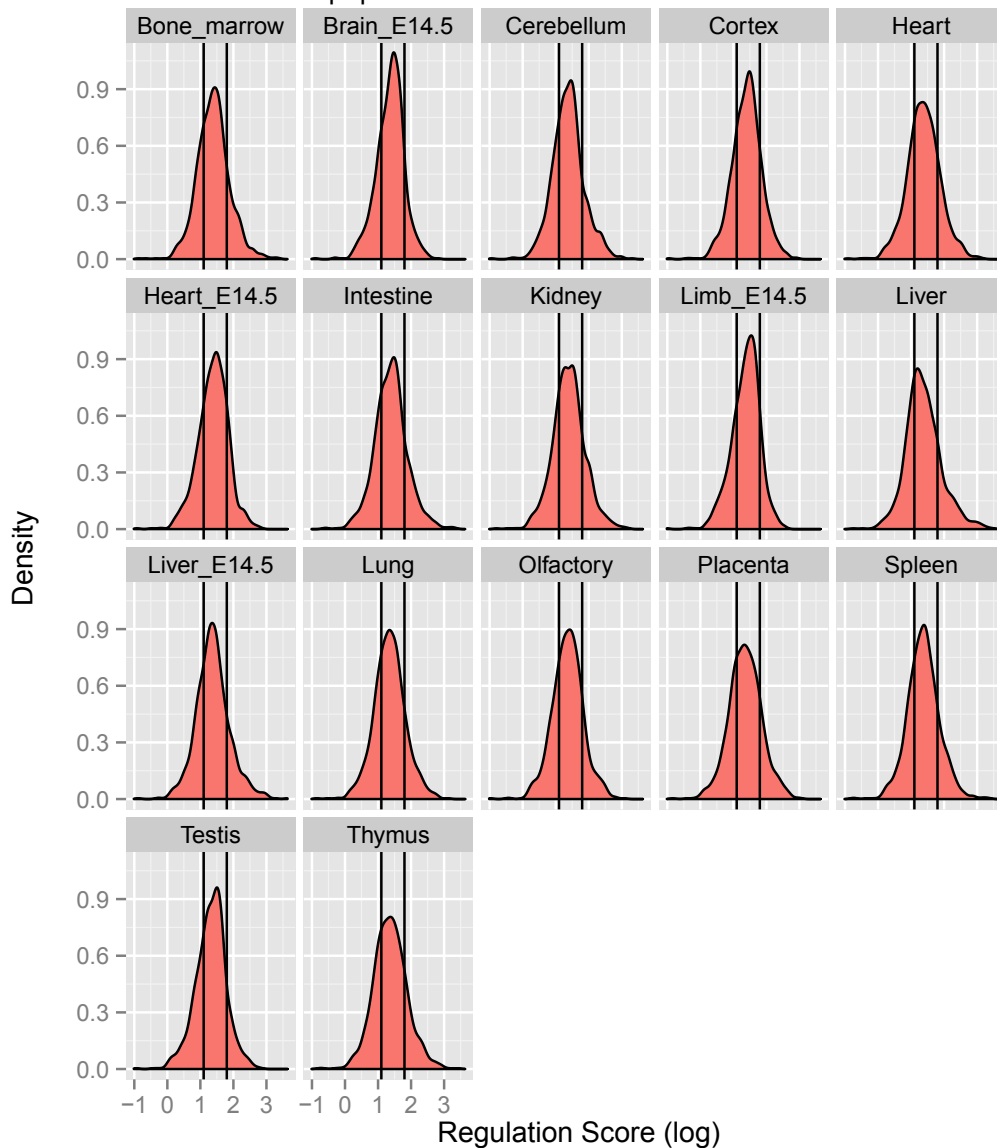 Bone_marrow Brain_E14.5 Cerebellum Cortex Heart
0.9
0.6
0.3
0.0
Heart_E14.5 Intestine Kidney Limb_E14.5 Liver
0.9
0.6
0.3
0.0
Liver_E14.5 Lung Olfactory Placenta Spleen
0.9
0.6
0.3
0.0
Testis Thymus
0.9
0.6
0.3
0.0
−1 0 1 2 3 −1 0 1 2 3
Density
Regulation Score (log)